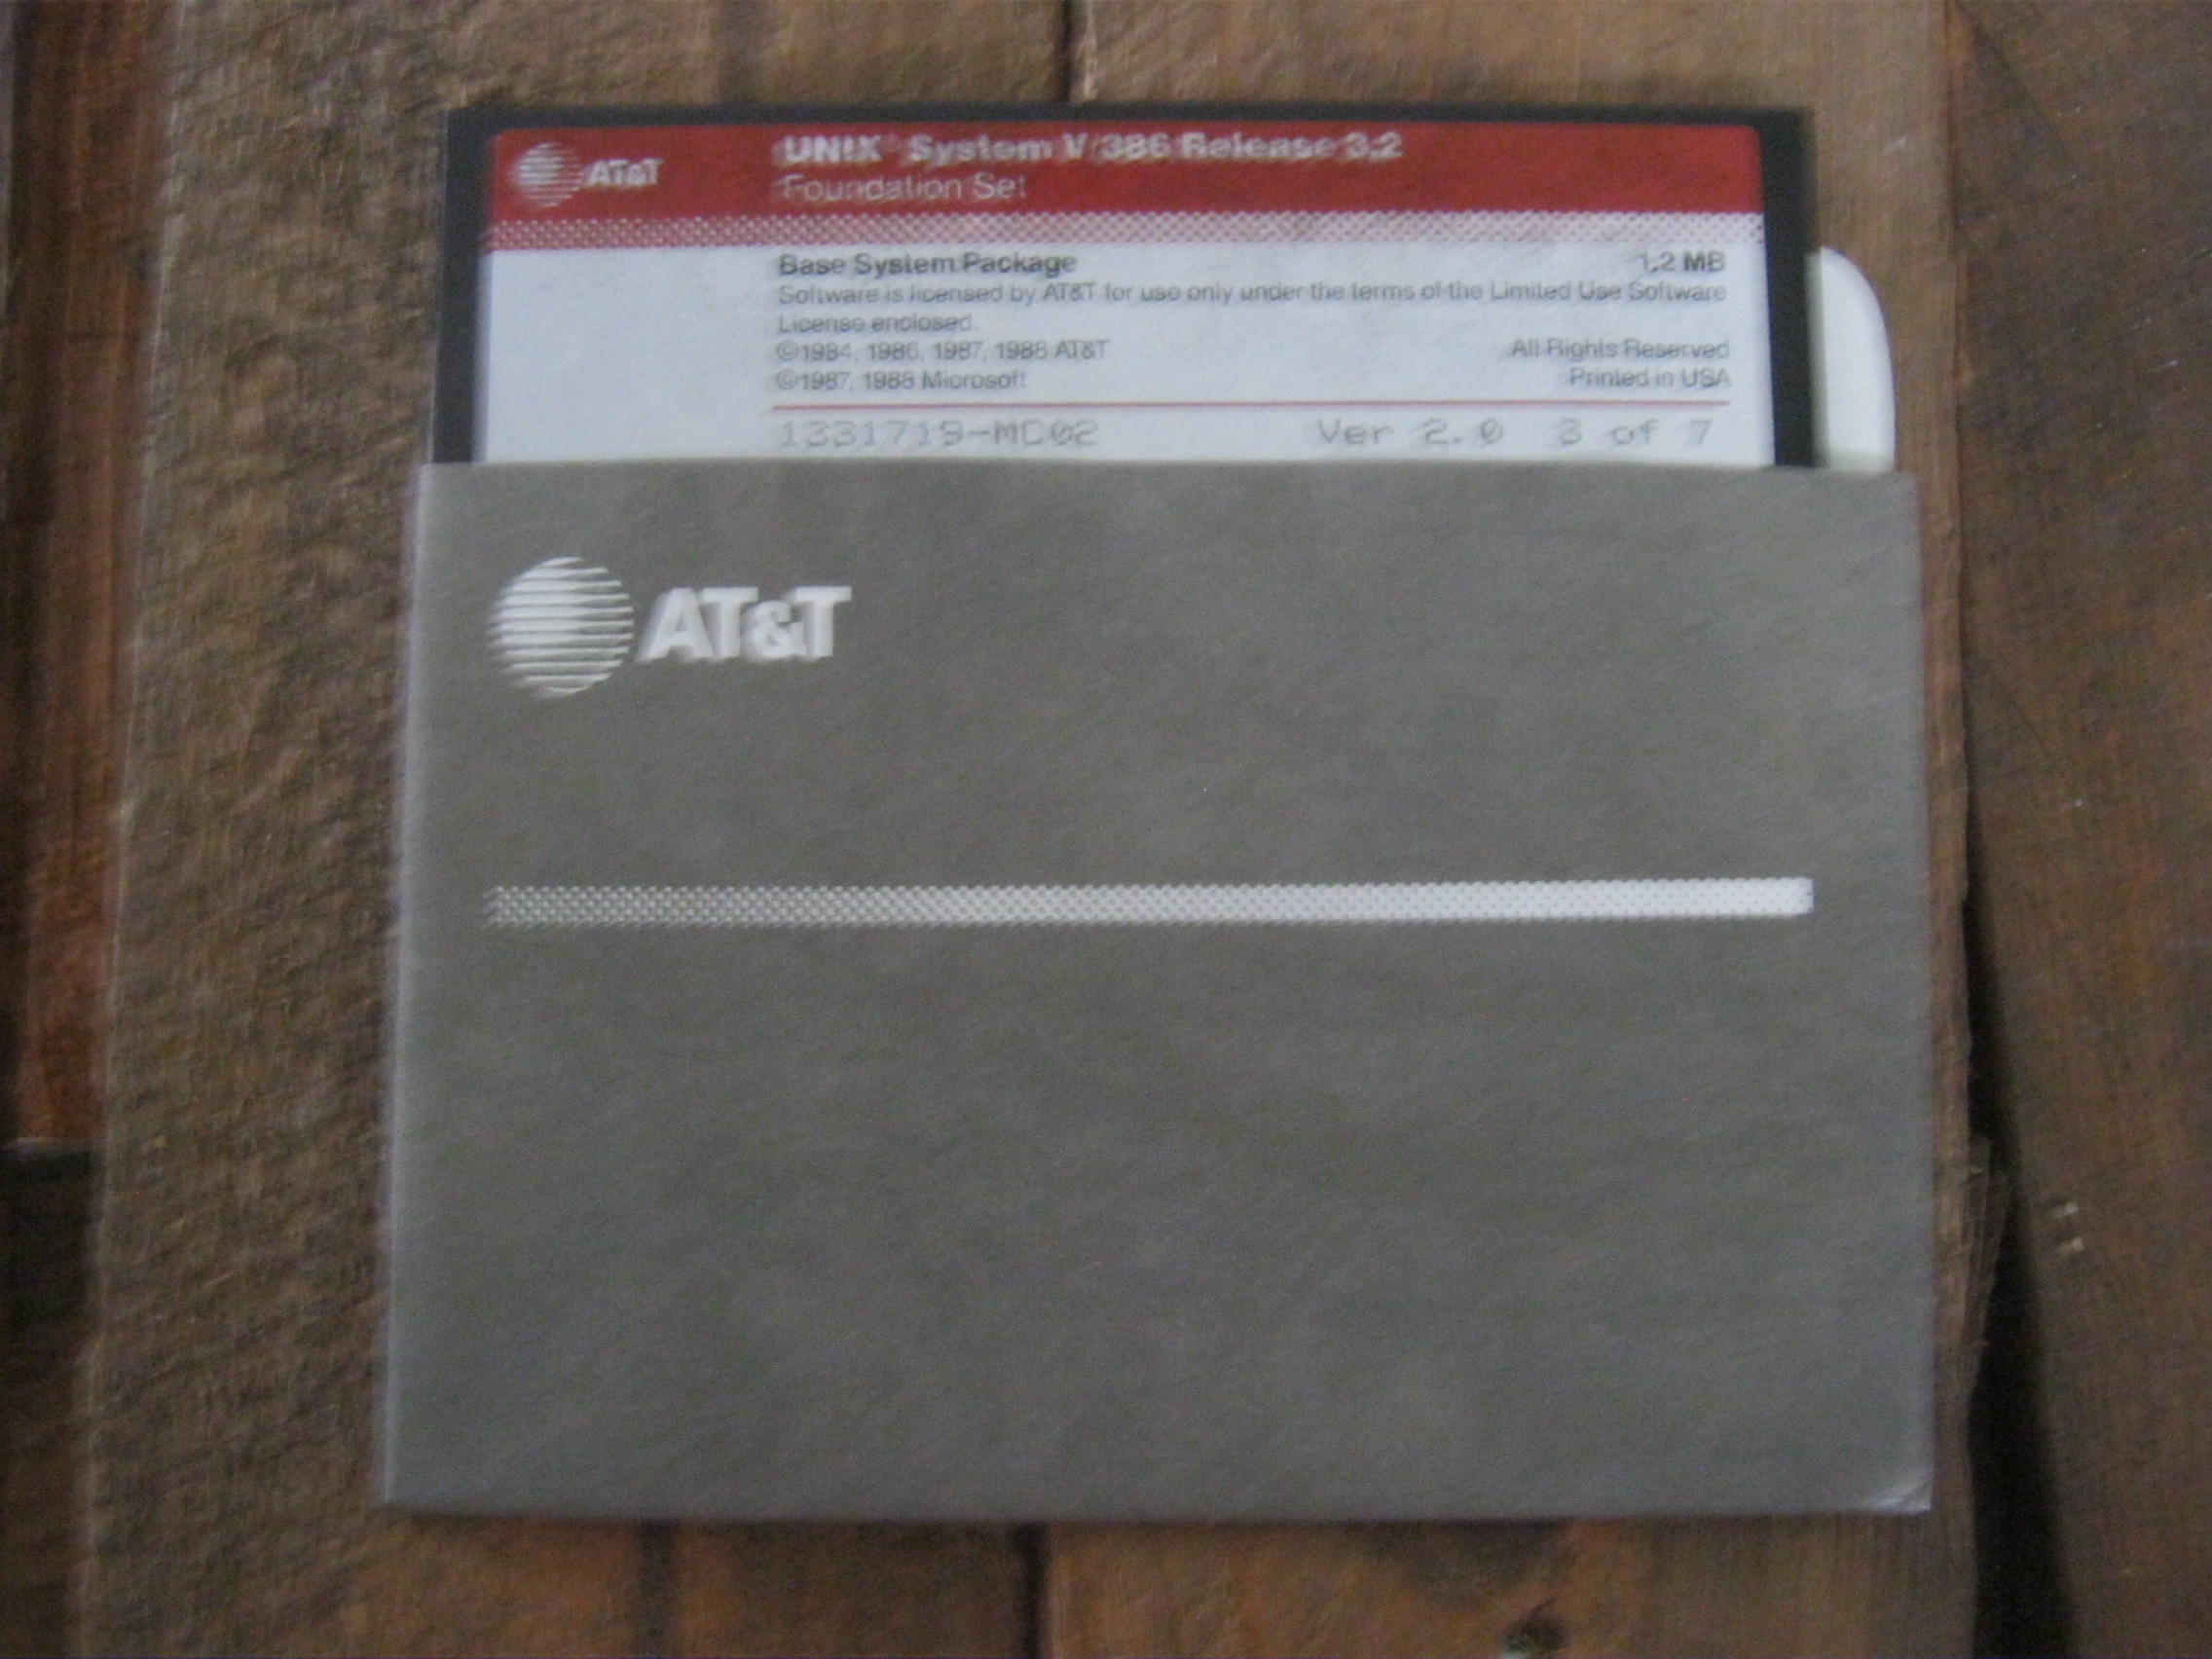 AT&T
UNIX® System V/386 Release 3.2
Foundation Set
Base System Package 1.2 MB
Software is licensed by AT&T for use only under the terms of the Limited Use Software
License enclosed.
©1984, 1986, 1987, 1988 AT&T All Rights Reserved
©1987, 1988 Microsoft Printed in USA
1331719-MC02 Ver 2.0 3 of 7
AT&T